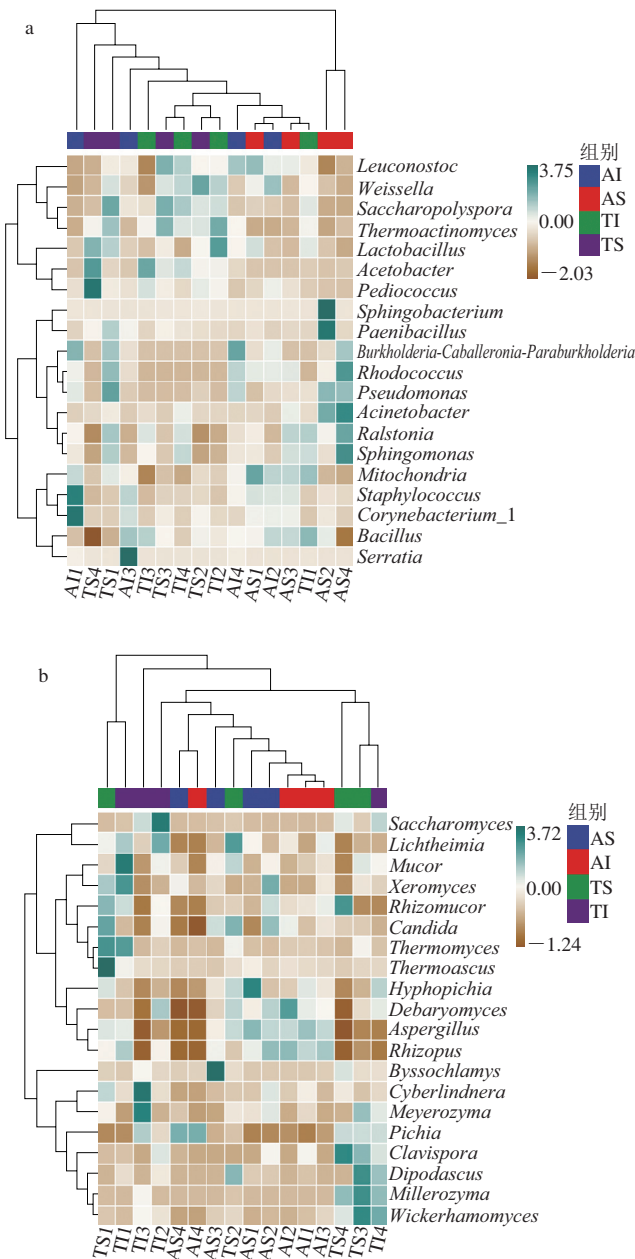 a
组别
3.75
AI
AS
0.00
TI
TS
-2.03
Leuconostoc
Weissella
Saccharopolyspora
Thermoactinomyces
Lactobacillus
Acetobacter
Pediococcus
Sphingobacterium
Paenibacillus
Burkholderia-Caballeronia-Paraburkholderia
Rhodococcus
Pseudomonas
Acinetobacter
Ralstonia
Sphingomonas
Mitochondria
Staphylococcus
Corynebacterium_1
Bacillus
Serratia
AI1 TS4 TS1 AI3 TI3 TS3 TI4 TS2 TI2 AI4 AS1 AI2 AS3 TI1 AS2 AS4
b
组别
3.72
AS
AI
0.00
TS
TI
-1.24
Saccharomyces
Lichtheimia
Mucor
Xeromyces
Rhizomucor
Candida
Thermomyces
Thermoascus
Hyphopichia
Debaryomyces
Aspergillus
Rhizopus
Byssochlamys
Cyberlindnera
Meyerozyma
Pichia
Clavispora
Dipodascus
Millerozyma
Wickerhamomyces
TS1 TI1 TI3 TI2 AS4 AI4 AS3 TS2 AS1 AS2 AI2 AI1 AI3 TS4 TS3 TI4